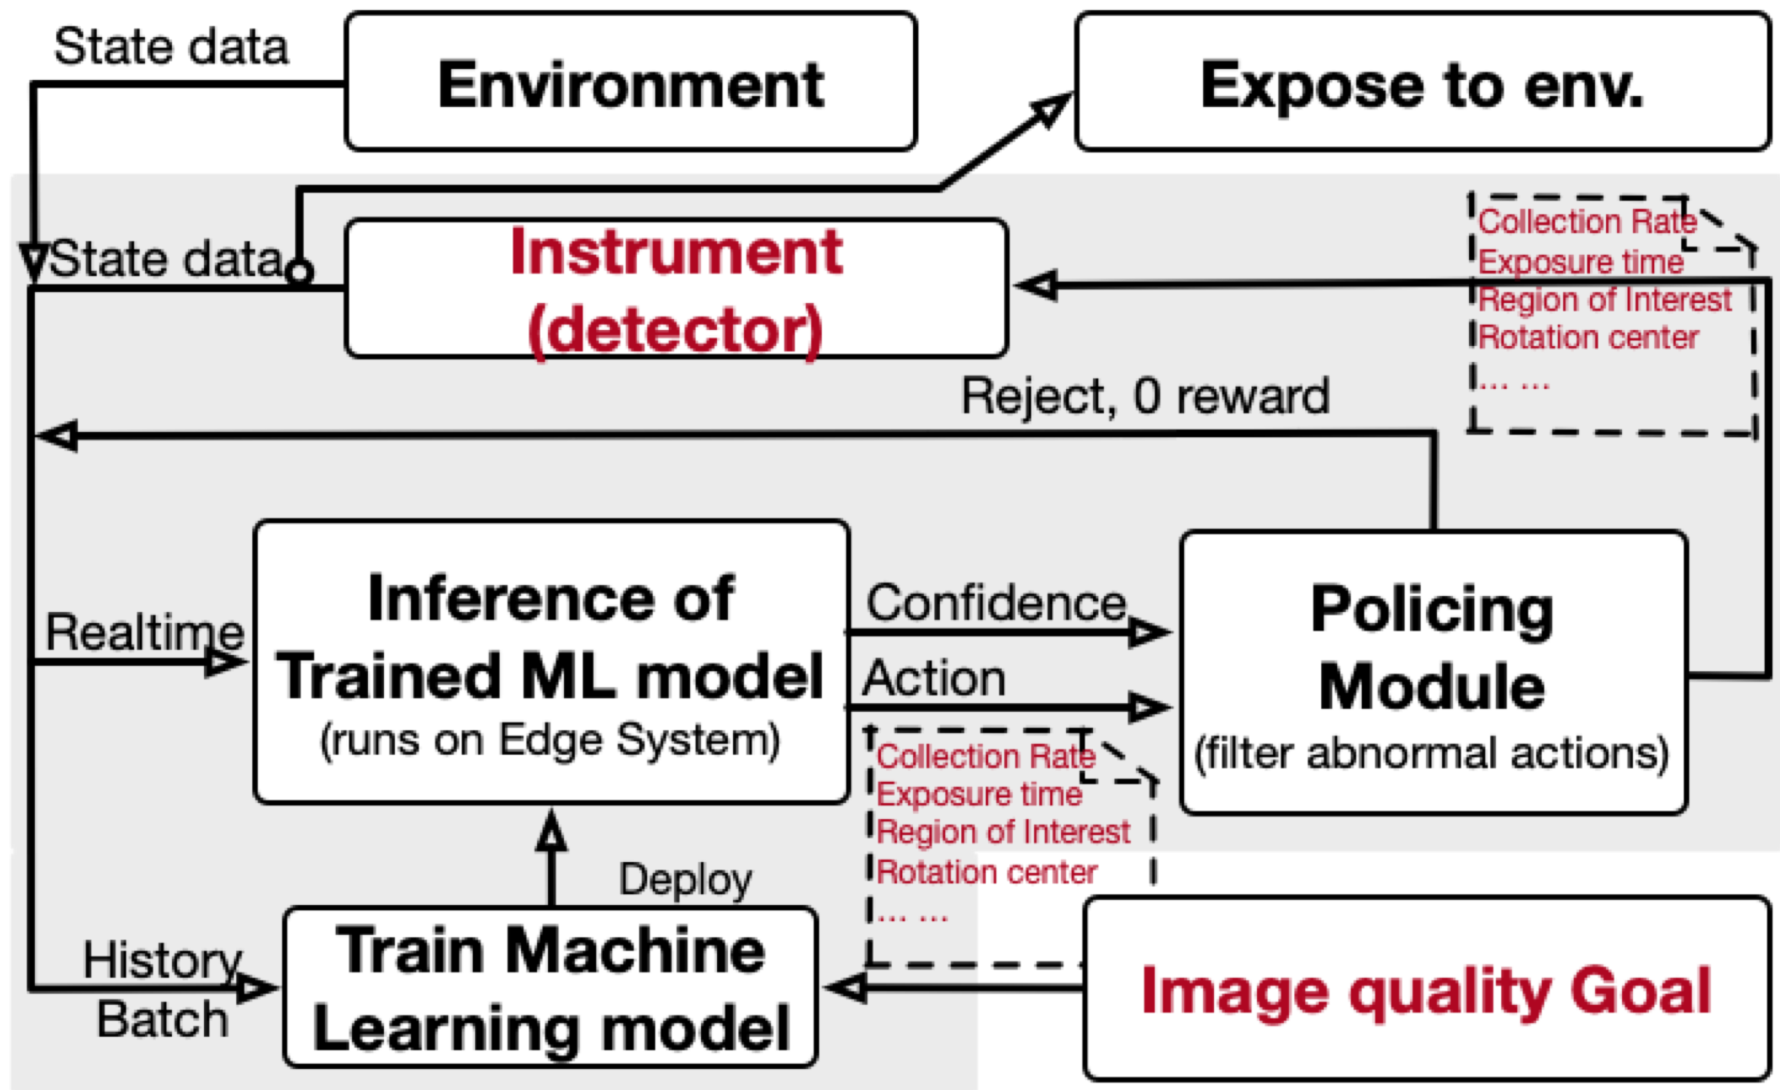 State data
Environment
Expose to env.
State data
Instrument
(detector)
Collection Rate
Exposure time
Region of Interest
Rotation center
... ...
Reject, 0 reward
Realtime
Inference of
Trained ML model
(runs on Edge System)
Confidence
Action
Policing
Module
(filter abnormal actions)
Collection Rate
Exposure time
Region of Interest
Rotation center
... ...
Deploy
History
Batch
Train Machine
Learning model
Image quality Goal